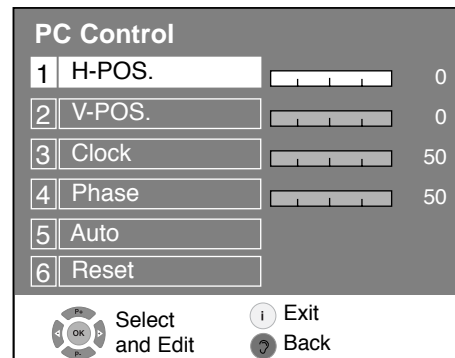 PC Control
1 H-POS. 0
2 V-POS. 0
3 Clock 50
4 Phase 50
5 Auto
6 Reset
P+
OK
P-
Select
and Edit
i Exit
Back